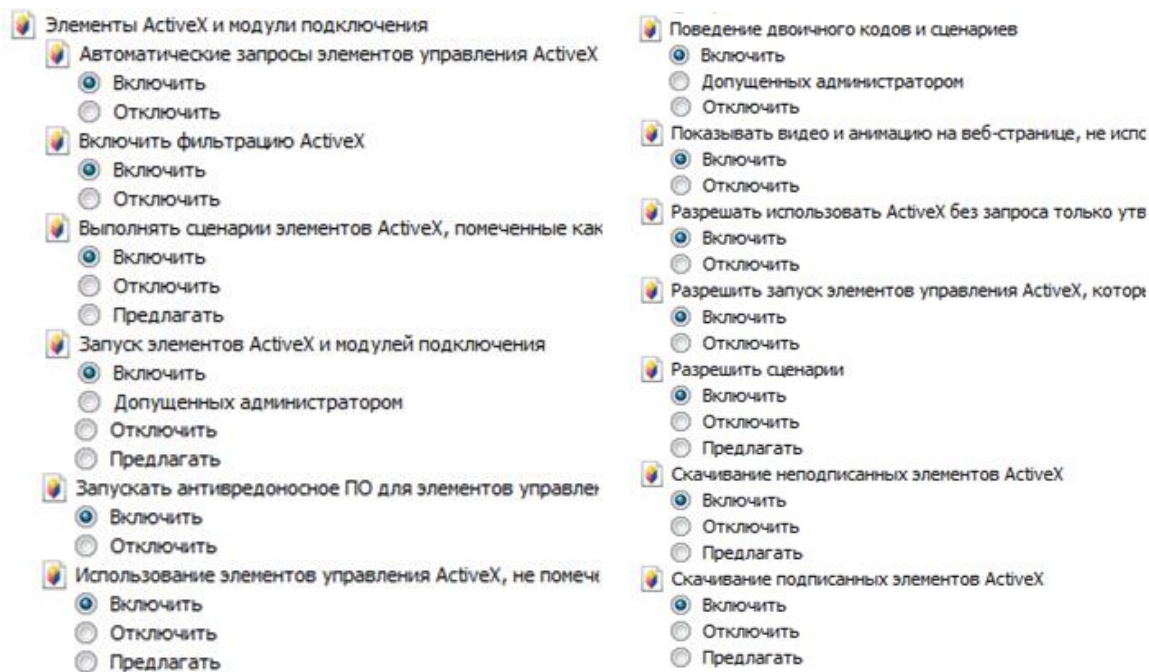 Элементы ActiveX и модули подключения
Автоматические запросы элементов управления ActiveX
Включить
Отключить
Включить фильтрацию ActiveX
Включить
Отключить
Выполнять сценарии элементов ActiveX, помеченные как
Включить
Отключить
Предлагать
Запуск элементов ActiveX и модулей подключения
Включить
Допущенных администратором
Отключить
Предлагать
Запускать антивредоносное ПО для элементов управлен
Включить
Отключить
Использование элементов управления ActiveX, не помече
Включить
Отключить
Предлагать
Поведение двоичного кодов и сценариев
Включить
Допущенных администратором
Отключить
Показывать видео и анимацию на веб-странице, не испо
Включить
Отключить
Разрешать использовать ActiveX без запроса только утв
Включить
Отключить
Разрешить запуск элементов управления ActiveX, которы
Включить
Отключить
Разрешить сценарии
Включить
Отключить
Предлагать
Скачивание неподписанных элементов ActiveX
Включить
Отключить
Предлагать
Скачивание подписанных элементов ActiveX
Включить
Отключить
Предлагать